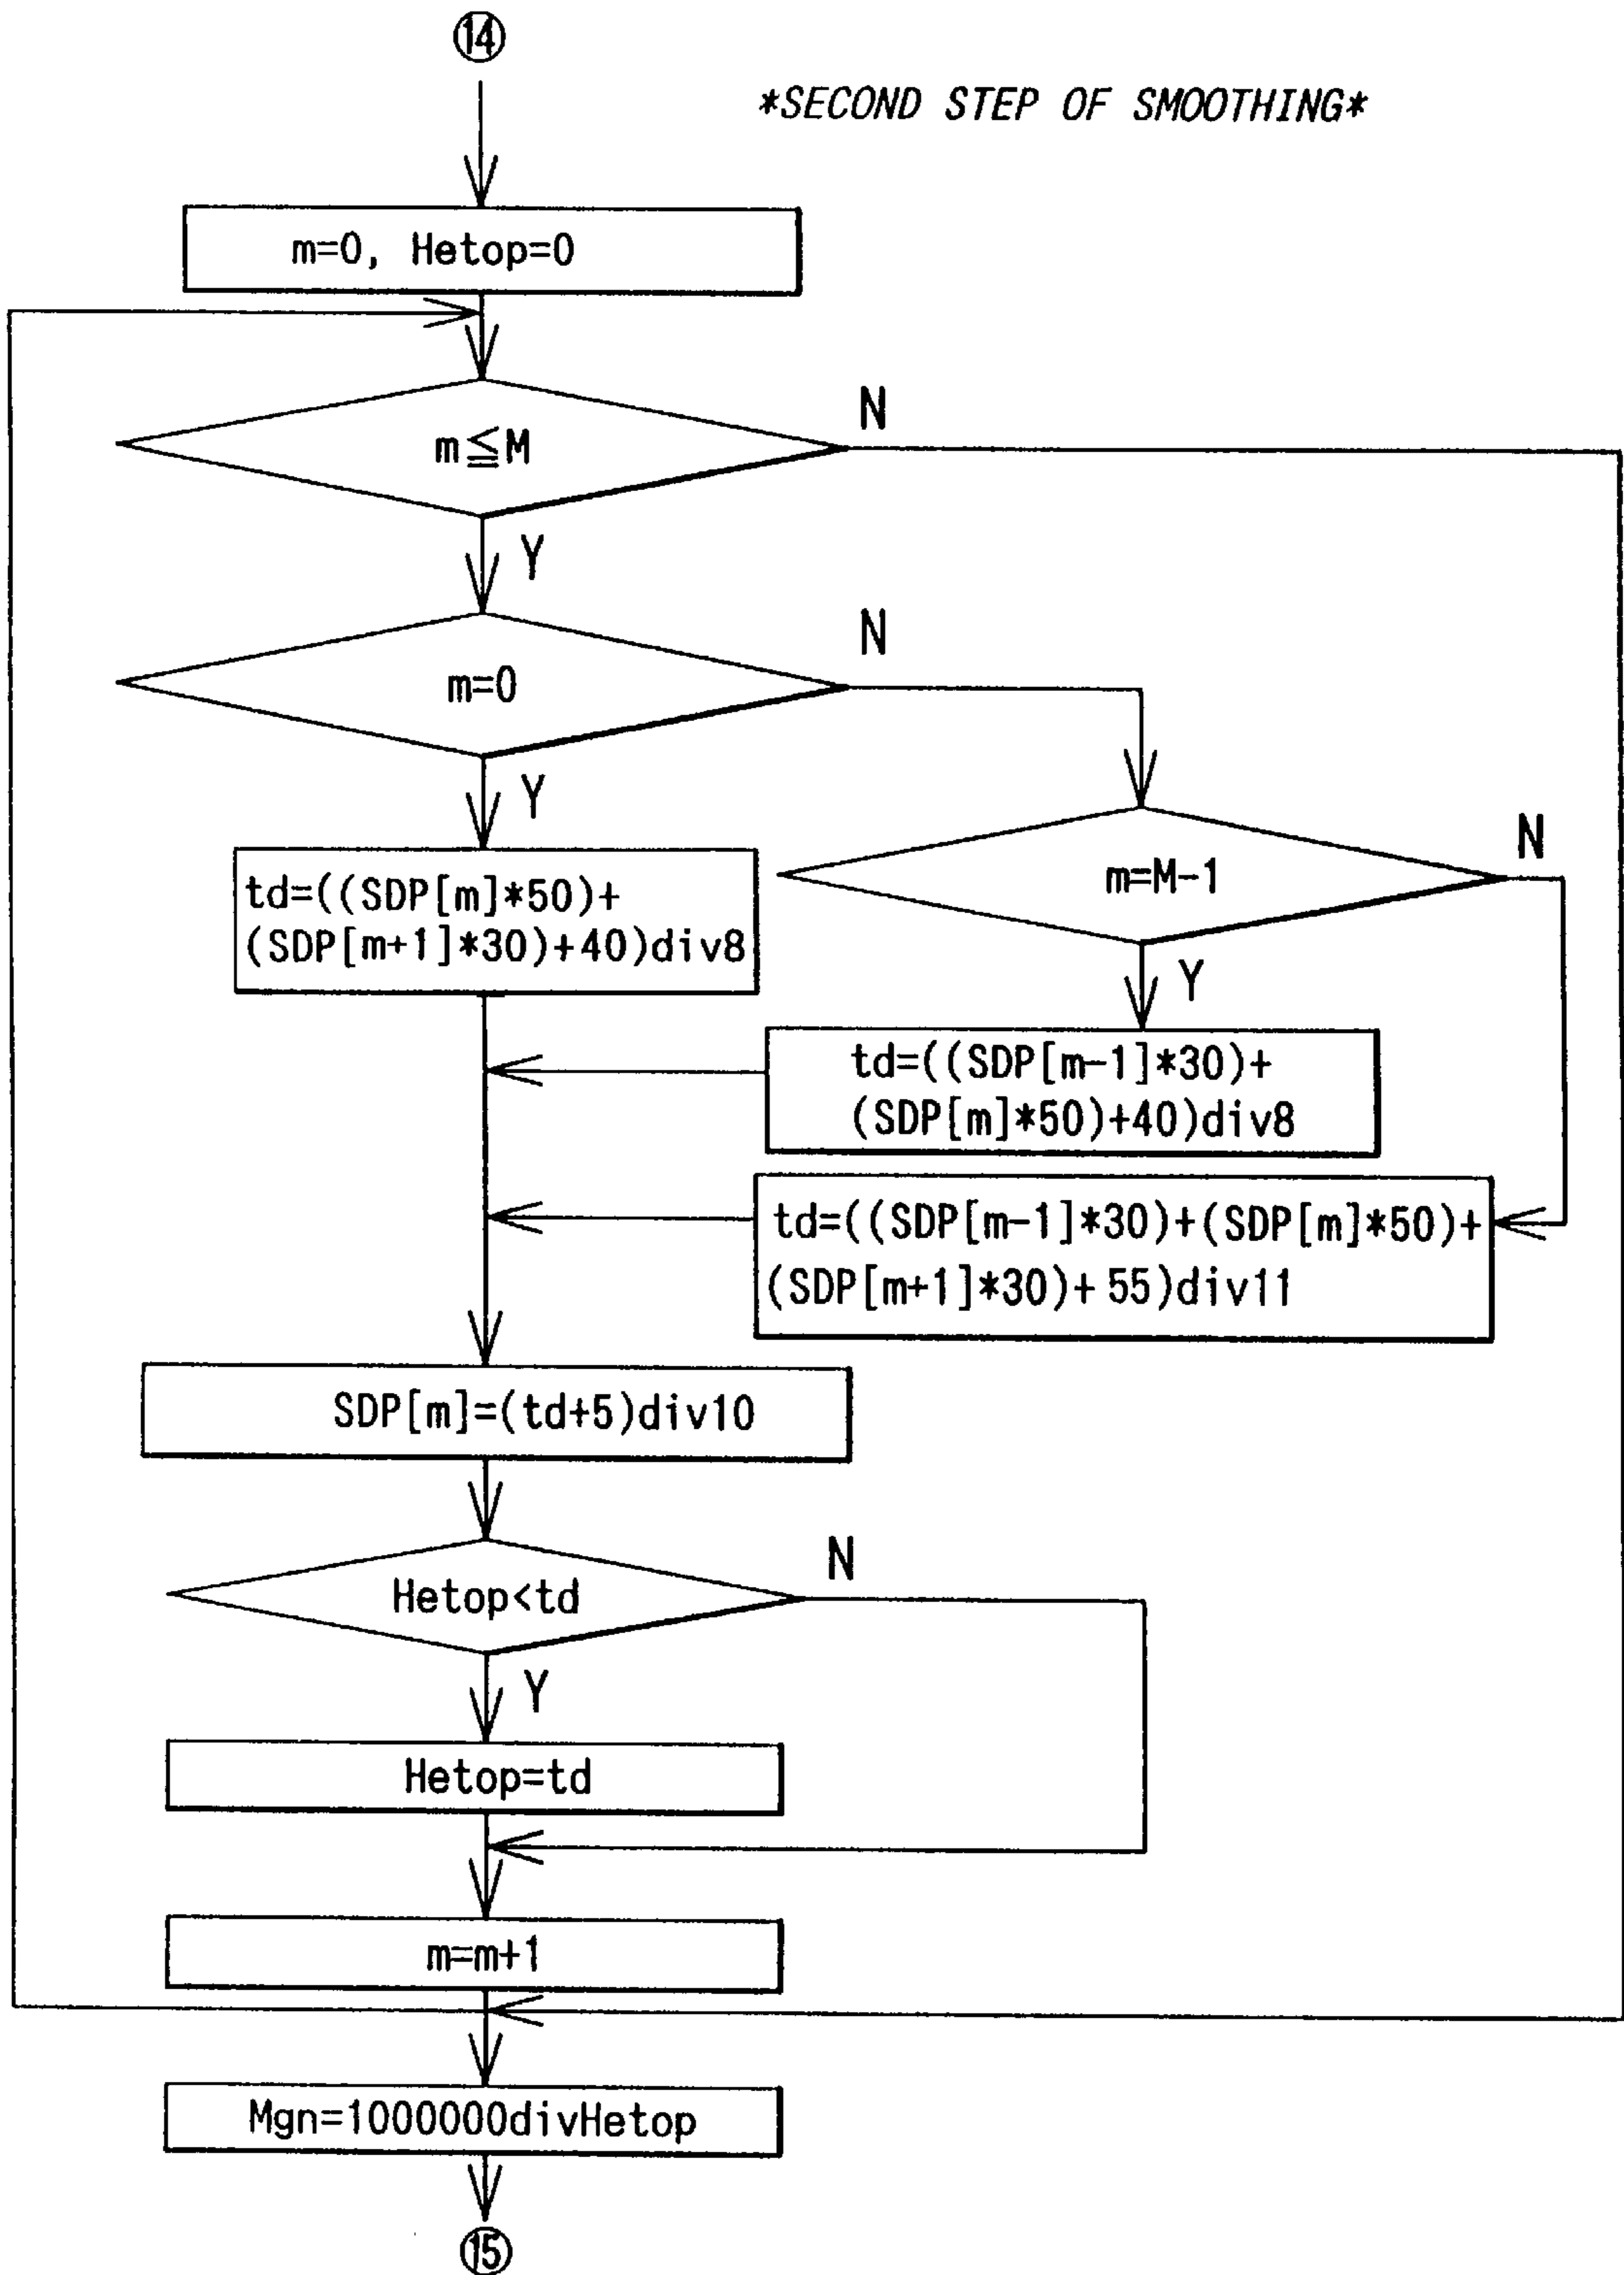 ⑭
*SECOND STEP OF SMOOTHING*
m=0, Hetop=0
m≦M
N
Y
m=0
N
Y
m=M-1
N
Y
td=((SDP[m]*50)+
(SDP[m+1]*30)+40)div8
td=((SDP[m-1]*30)+
(SDP[m]*50)+40)div8
td=((SDP[m-1]*30)+(SDP[m]*50)+
(SDP[m+1]*30)+55)div11
SDP[m]=(td+5)div10
Hetop<td
N
Y
Hetop=td
m=m+1
Mgn=1000000divHetop
⑮